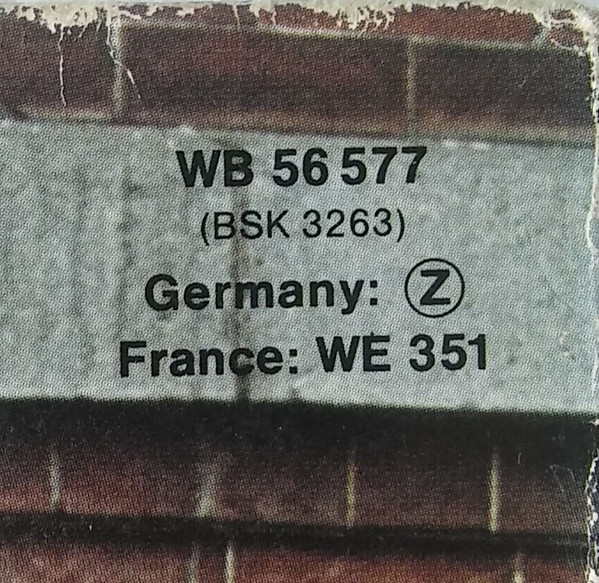 WB 56 577
(BSK 3263)
Germany: Ⓩ
France: WE 351